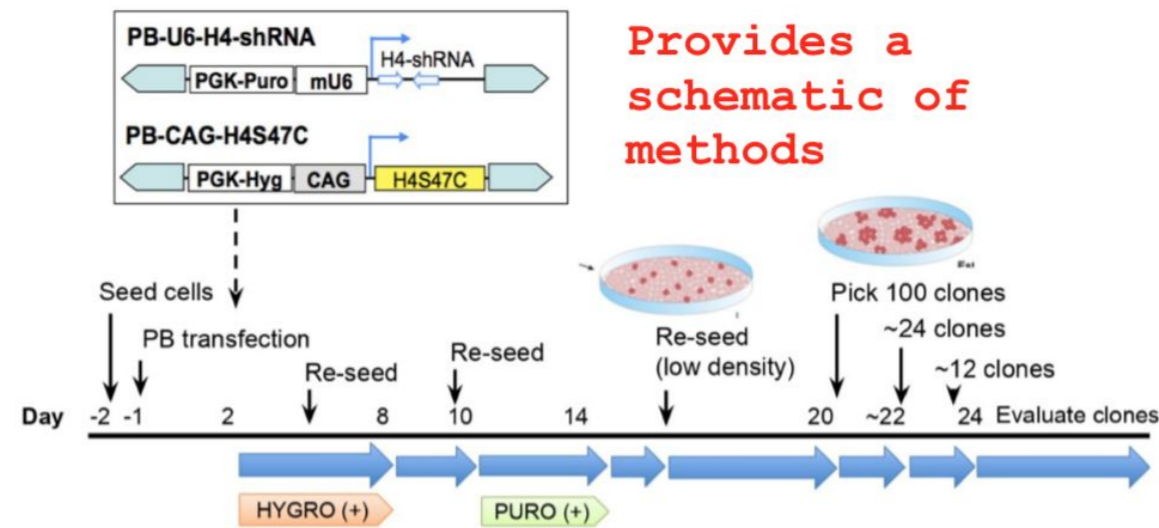 PB-U6-H4-shRNA
H4-shRNA
PGK-Puro mU6
PB-CAG-H4S47C
PGK-Hyg CAG H4S47C
Provides a
schematic of
methods
Seed cells
PB transfection
Re-seed
Re-seed
Re-seed
(low density)
Pick 100 clones
~24 clones
~12 clones
Day -2 -1 2 8 10 14 20 ~22 24 Evaluate clones
HYGRO (+) PURO (+)